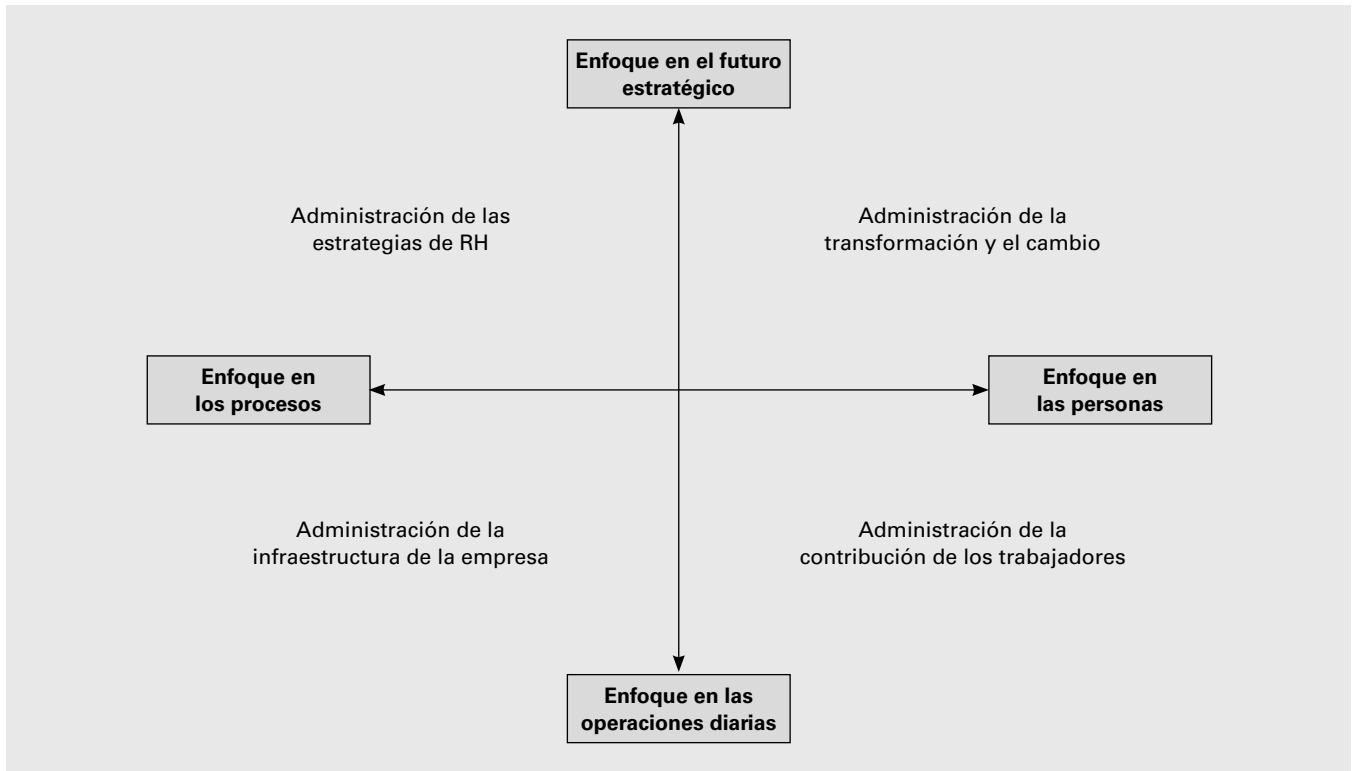 Enfoque en el futuro
estratégico
Administración de las
estrategias de RH
Administración de la
transformación y el cambio
Enfoque en
los procesos
Enfoque en
las personas
Administración de la
infraestructura de la empresa
Administración de la
contribución de los trabajadores
Enfoque en las
operaciones diarias